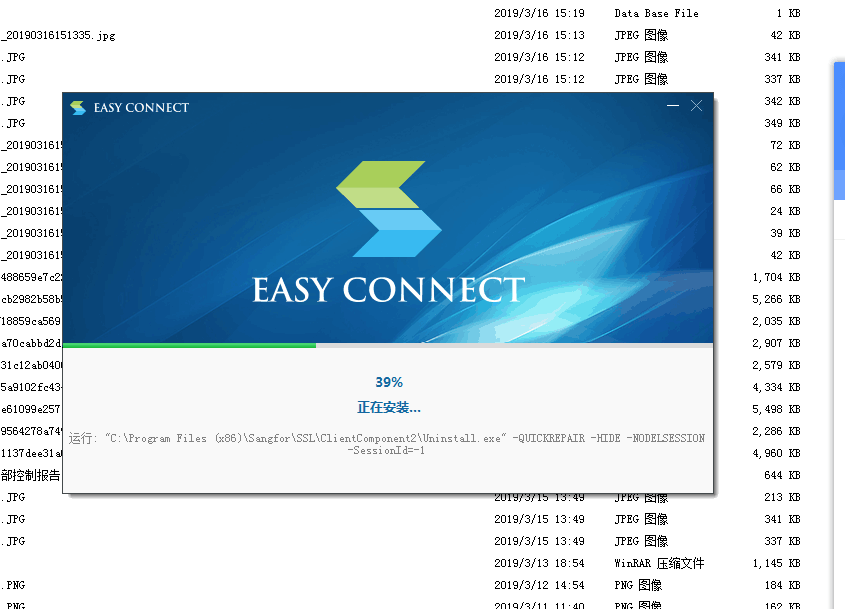 2019/3/16 15:19 Data Base File 1 KB
_20190316151335.jpg 2019/3/16 15:13 JPEG 图像 42 KB
.JPG 2019/3/16 15:12 JPEG 图像 341 KB
.JPG 2019/3/16 15:12 JPEG 图像 337 KB
.JPG 342 KB
EASY CONNECT
.JPG 349 KB
_2019031615 72 KB
_2019031615 62 KB
_2019031615 66 KB
_2019031615 24 KB
_2019031615 39 KB
_2019031615 42 KB
488659e7c22 1,704 KB
cb2982b58b5 5,266 KB
EASY CONNECT
18859ca569 2,035 KB
a70cabbd2d 2,907 KB
31c12ab040 2,579 KB
39%
5a9102fc43 4,334 KB
正在安装...
e61099e257 5,498 KB
9564278a74 2,286 KB
运行: "C:\Program Files (x86)\Sangfor\SSL\ClientComponent2\Uninstall.exe" -QUICKREPAIR -HIDE -NODELSESSION
-SessionId=-1
1137dee31a 4,960 KB
部控制报告 644 KB
.JPG 2019/3/15 13:49 JPEG 图像 213 KB
.JPG 2019/3/15 13:49 JPEG 图像 341 KB
.JPG 2019/3/15 13:49 JPEG 图像 337 KB
2019/3/13 18:54 WinRAR 压缩文件 1,145 KB
.PNG 2019/3/12 14:54 PNG 图像 184 KB
.PNG 2019/3/11 11:40 PNG 图像 162 KB